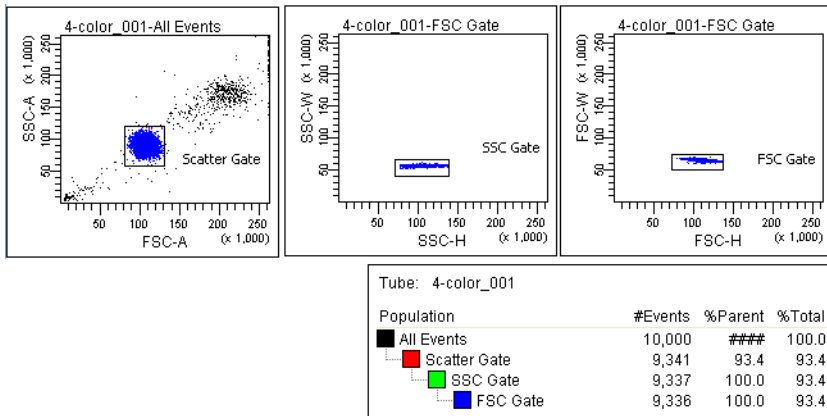 4-color_001-All Events
SSC-A
(x 1,000)
50 100 150 200 250
Scatter Gate
50 100 150 200 250
FSC-A
(x 1,000)
4-color_001-FSC Gate
SSC-W
(x 1,000)
50 100 150 200 250
SSC Gate
50 100 150 200 250
SSC-H
(x 1,000)
4-color_001-FSC Gate
FSC-W
(x 1,000)
50 100 150 200 250
FSC Gate
50 100 150 200 250
FSC-H
(x 1,000)
Tube: 4-color_001
Population #Events %Parent %Total
All Events 10,000 #### 100.0
Scatter Gate 9,341 93.4 93.4
SSC Gate 9,337 100.0 93.4
FSC Gate 9,336 100.0 93.4